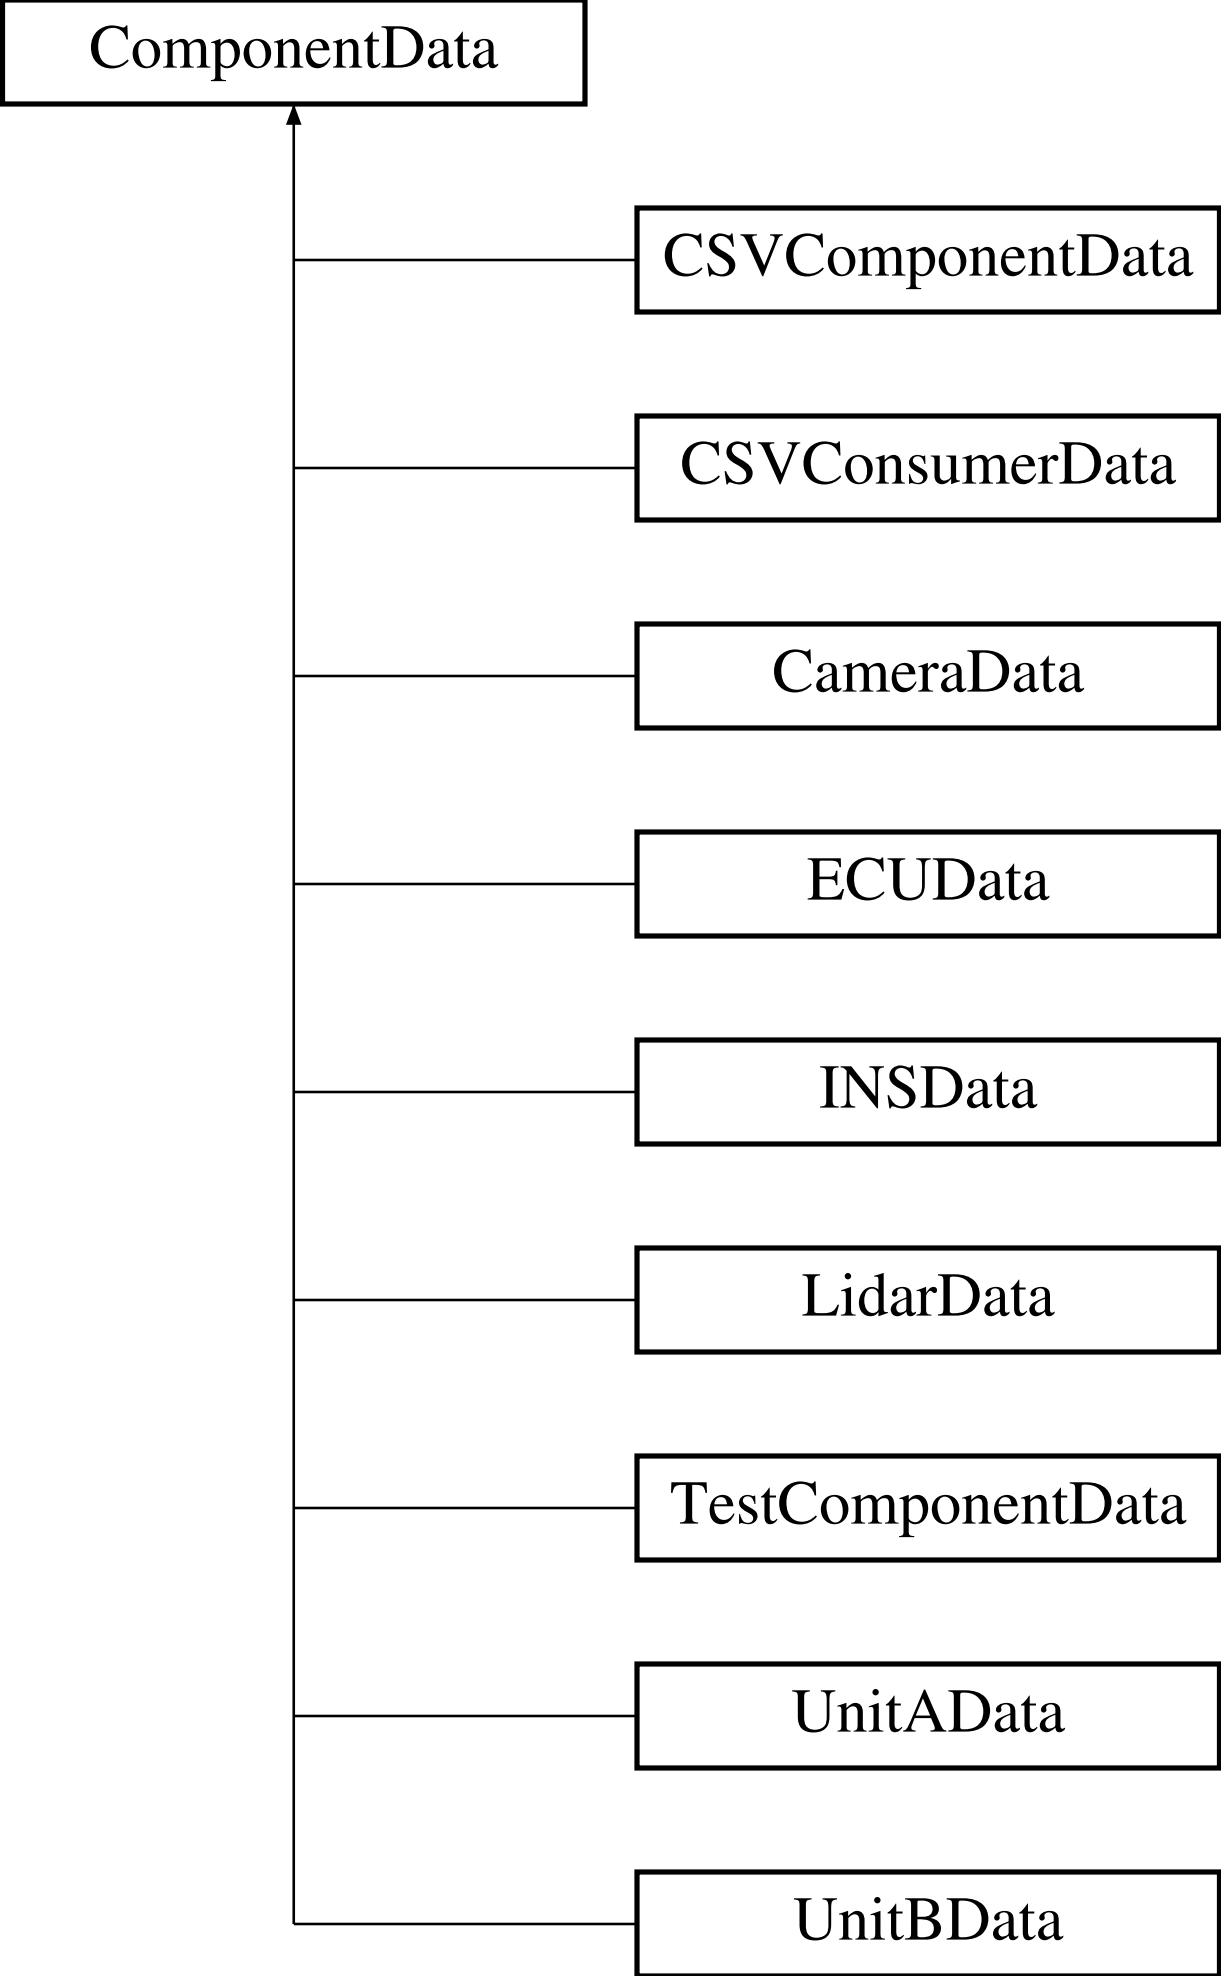 ComponentData
CSVComponentData
CSVConsumerData
CameraData
ECUData
INSData
LidarData
TestComponentData
UnitAData
UnitBData